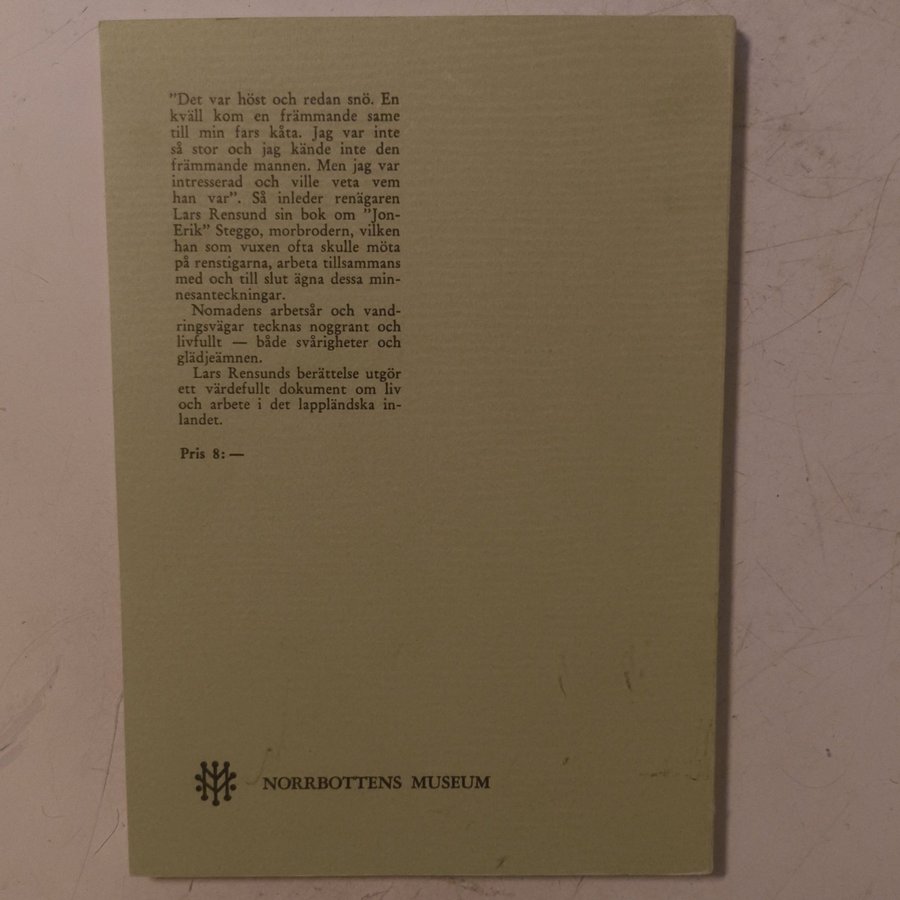 ”Det var höst och redan snö. En
kväll kom en främmande same
till min fars kåta. Jag var inte
så stor och jag kände inte den
främmande mannen. Men jag var
intresserad och ville veta vem
han var”. Så inleder renägaren
Lars Rensund sin bok om ”Jon-
Erik” Steggo, morbrodern, vilken
han som vuxen ofta skulle möta
på renstigarna, arbeta tillsammans
med och till slut ägna dessa min-
nesanteckningar.
Nomadens arbetsår och vand-
ringsvägar tecknas noggrant och
livfullt — både svårigheter och
glädjeämnen.
Lars Rensunds berättelse utgör
ett värdefullt dokument om liv
och arbete i det lappländska in-
landet.
Pris 8: —
NORRBOTTENS MUSEUM